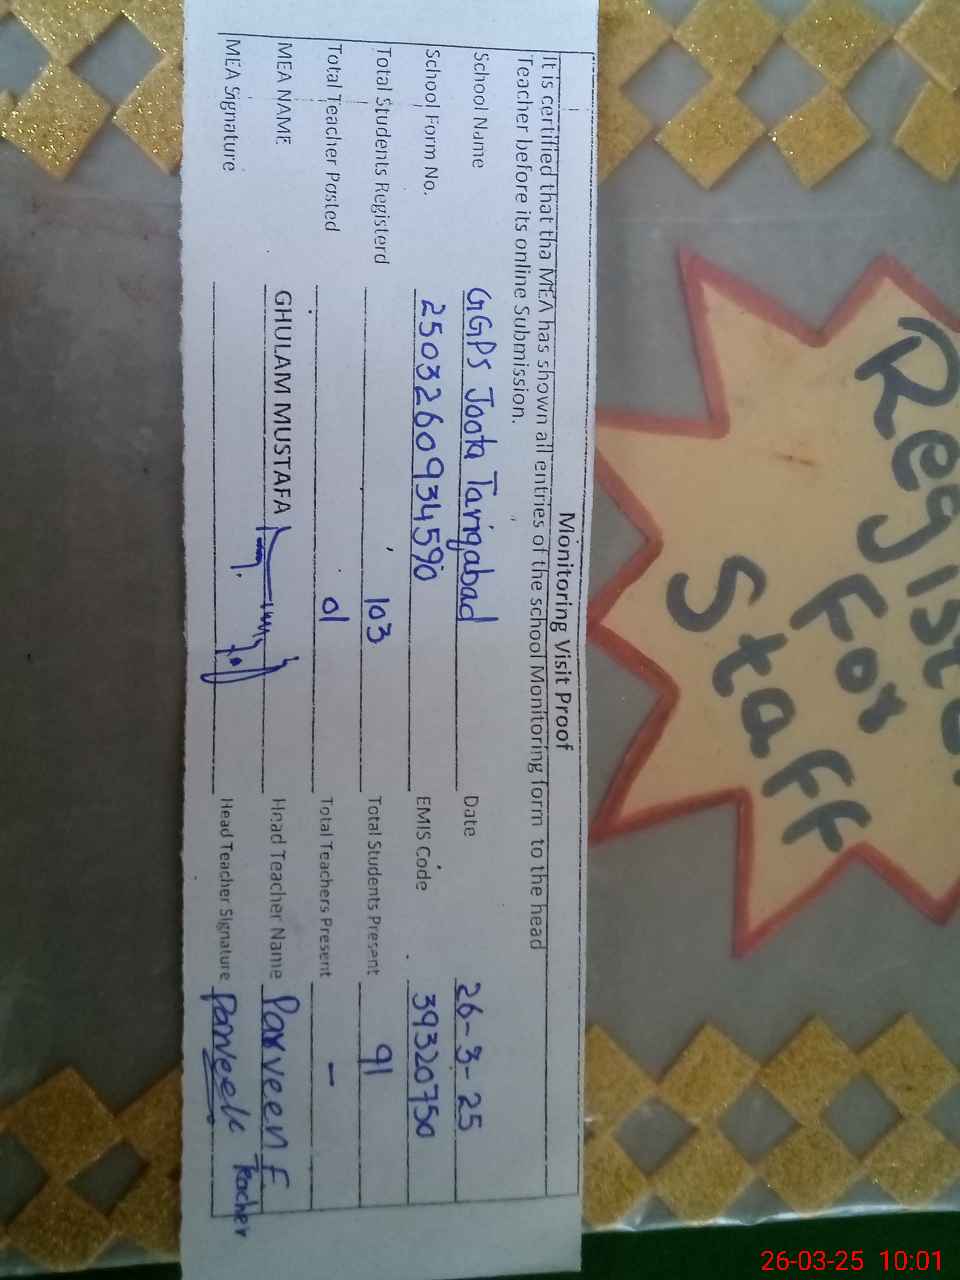 Monitoring Visit Proof
It is certified that tha MEA has shown all entries of the school Monitoring form to the head
Teacher before its online Submission.
School Name GGPS Joota Tariqabad Date 26-3-25
School Form No. 2503260934590 EMIS Code 39320750
Total Students Registerd 103 Total Students Present 91
Total Teacher Posted 01 Total Teachers Present -
MEA NAME GHULAM MUSTAFA Head Teacher Name Parveen F
MEA Signature Head Teacher Signature Parveen
Teacher
For
Staff
26-03-25 10:01